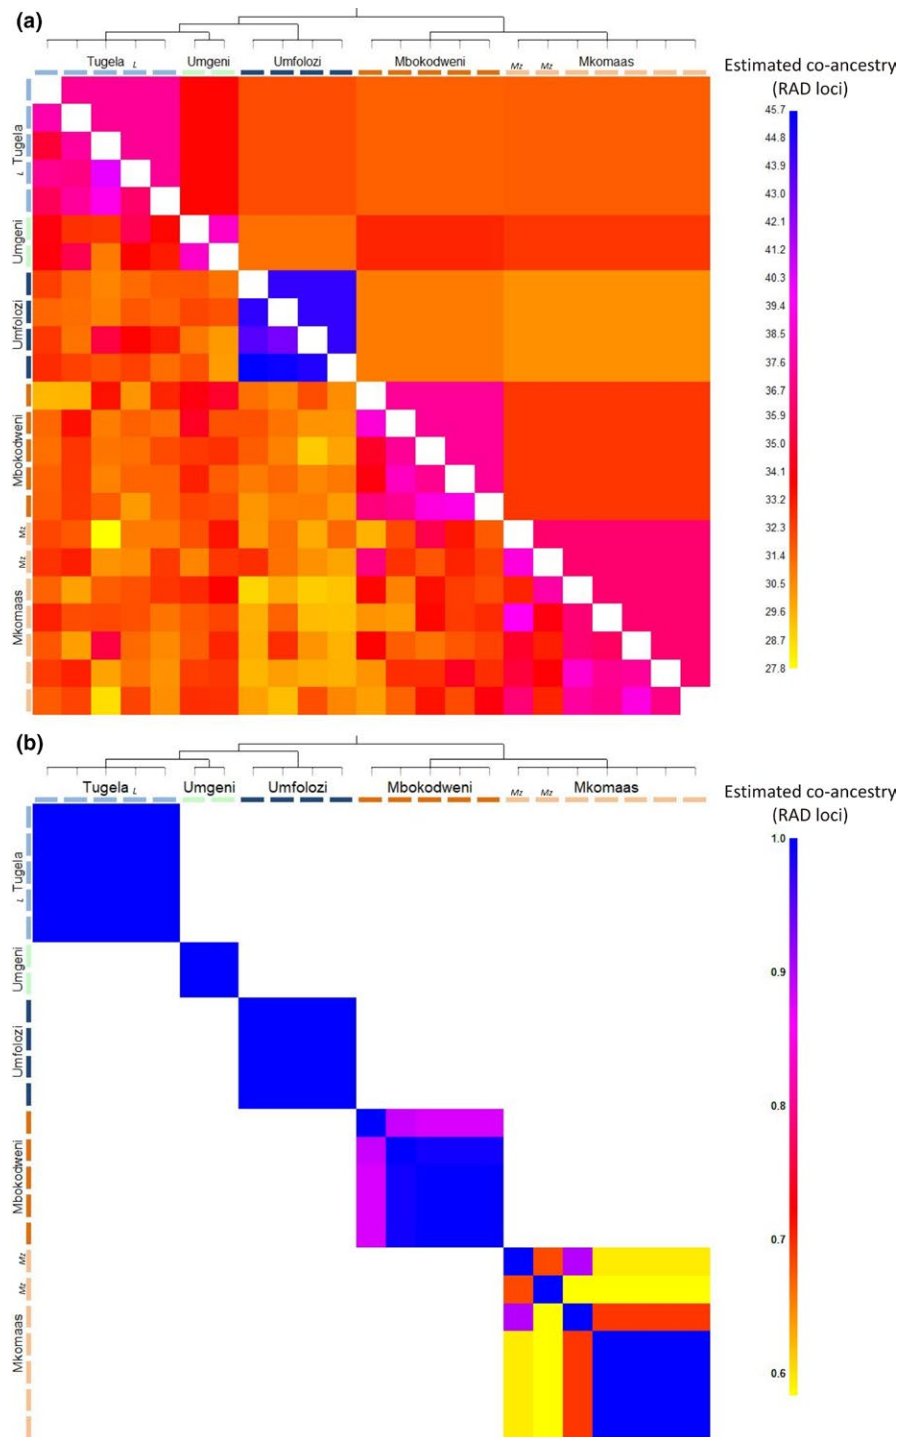 (a)
Tugela L Umgeni Umfolozi Mbokodweni Mz Mz Mkomaas
Estimated co-ancestry
(RAD loci)
45.7
44.8
43.9
43.0
42.1
41.2
40.3
39.4
38.5
37.6
36.7
35.9
35.0
34.1
33.2
32.3
31.4
30.5
29.6
28.7
27.8
L Tugela
Umgeni
Umfolozi
Mbokodweni
Mz
Mz
Mkomaas
(b)
Tugela L Umgeni Umfolozi Mbokodweni Mz Mz Mkomaas
Estimated co-ancestry
(RAD loci)
1.0
0.9
0.8
0.7
0.6
L Tugela
Umgeni
Umfolozi
Mbokodweni
Mz
Mz
Mkomaas